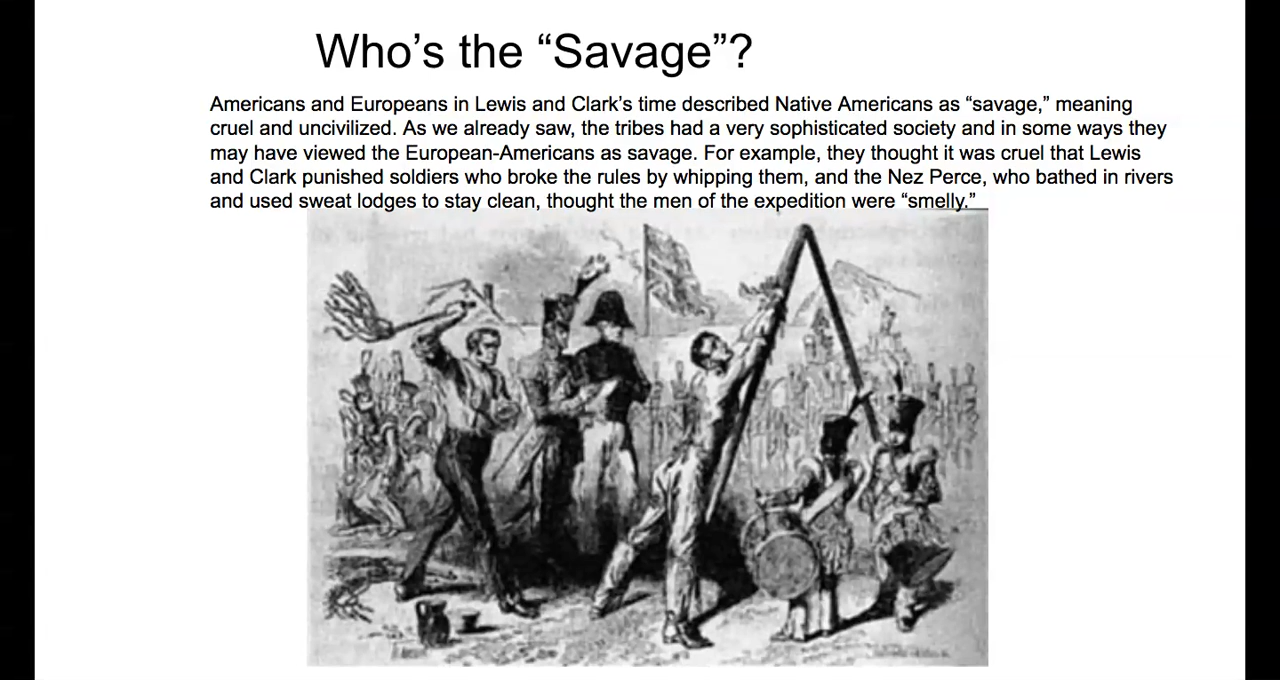 Who’s the “Savage”?
Americans and Europeans in Lewis and Clark’s time described Native Americans as “savage,” meaning
cruel and uncivilized. As we already saw, the tribes had a very sophisticated society and in some ways they
may have viewed the European-Americans as savage. For example, they thought it was cruel that Lewis
and Clark punished soldiers who broke the rules by whipping them, and the Nez Perce, who bathed in rivers
and used sweat lodges to stay clean, thought the men of the expedition were “smelly.”